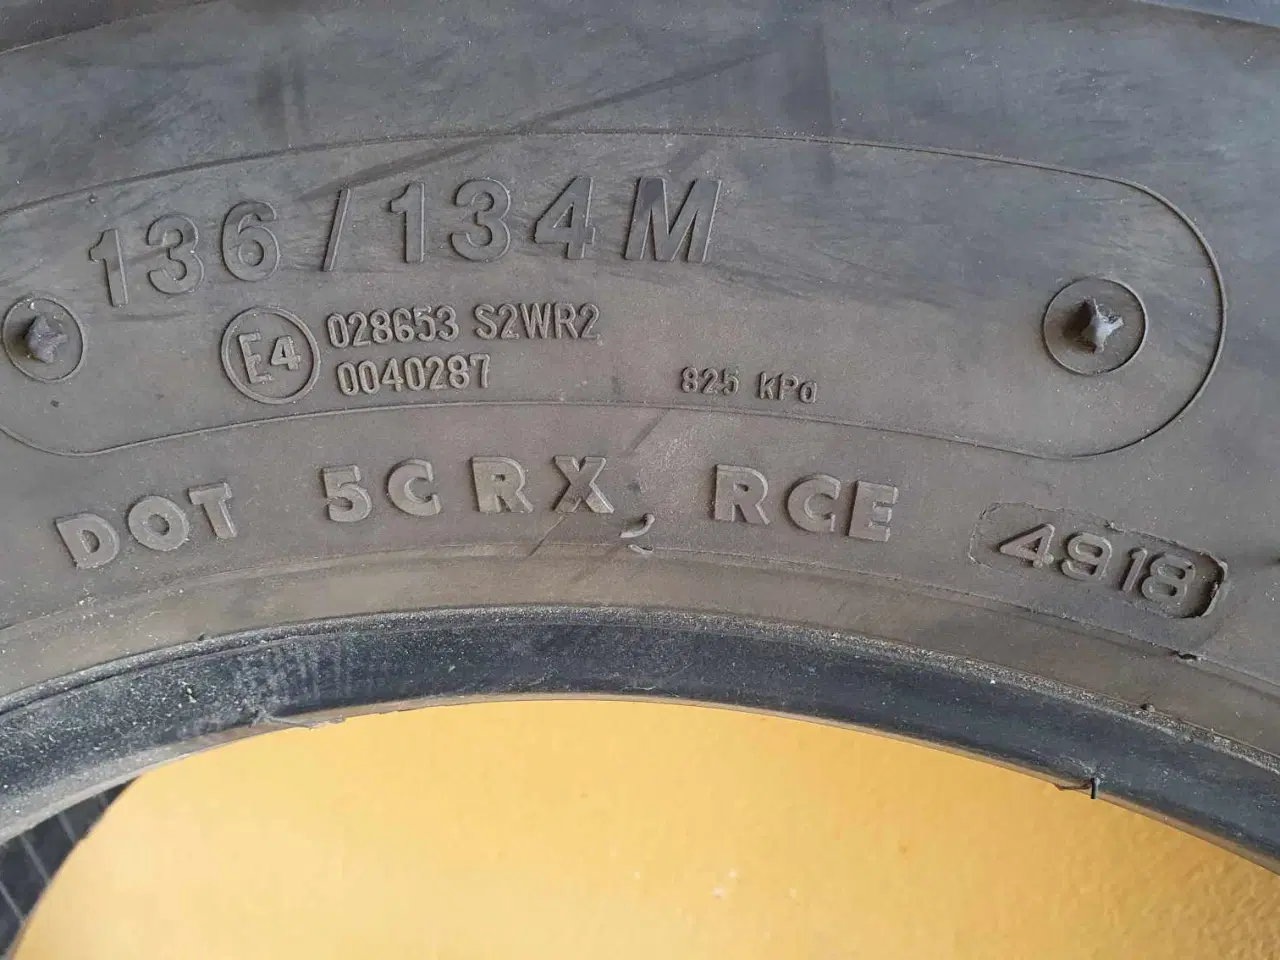 136/134M
E4 028653 S2WR2
0040287 825 kPa
DOT 5CRX RCE 4918